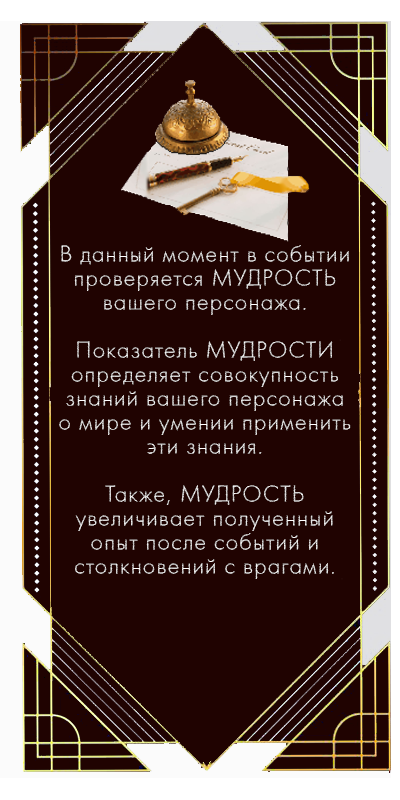 В данный момент в событии
проверяется МУДРОСТЬ
вашего персонажа.
Показатель МУДРОСТИ
определяет совокупность
знаний вашего персонажа
о мире и умении применить
эти знания.
Также, МУДРОСТЬ
увеличивает полученный
опыт после событий и
столкновений с врагами.